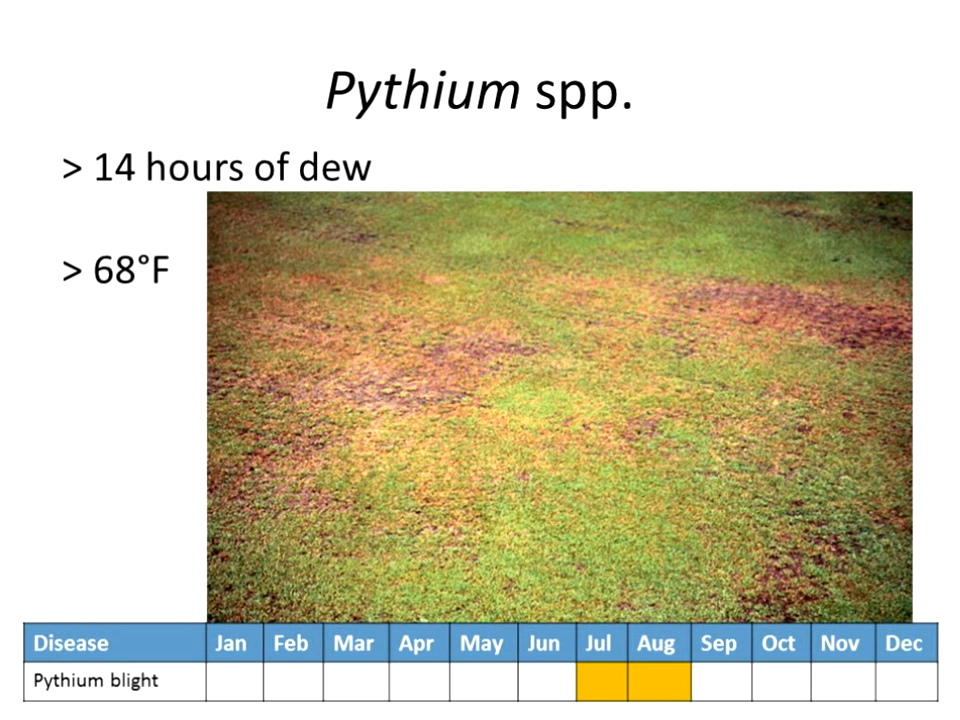 Pythium spp.
> 14 hours of dew
> 68°F
Disease Jan Feb Mar Apr May Jun Jul Aug Sep Oct Nov Dec
Pythium blight